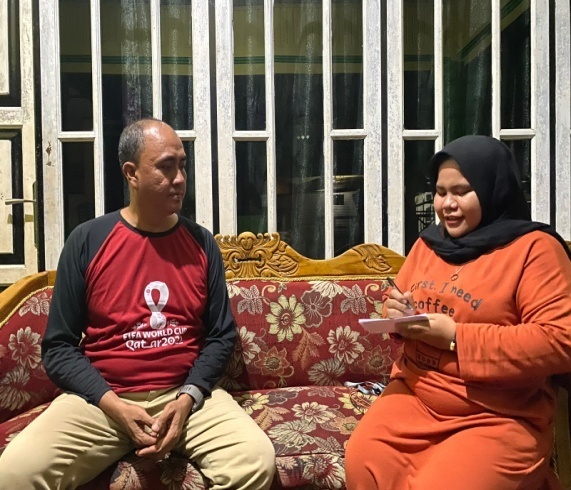 FIFA WORLD CUP
Qatar2022
First. I need
coffee